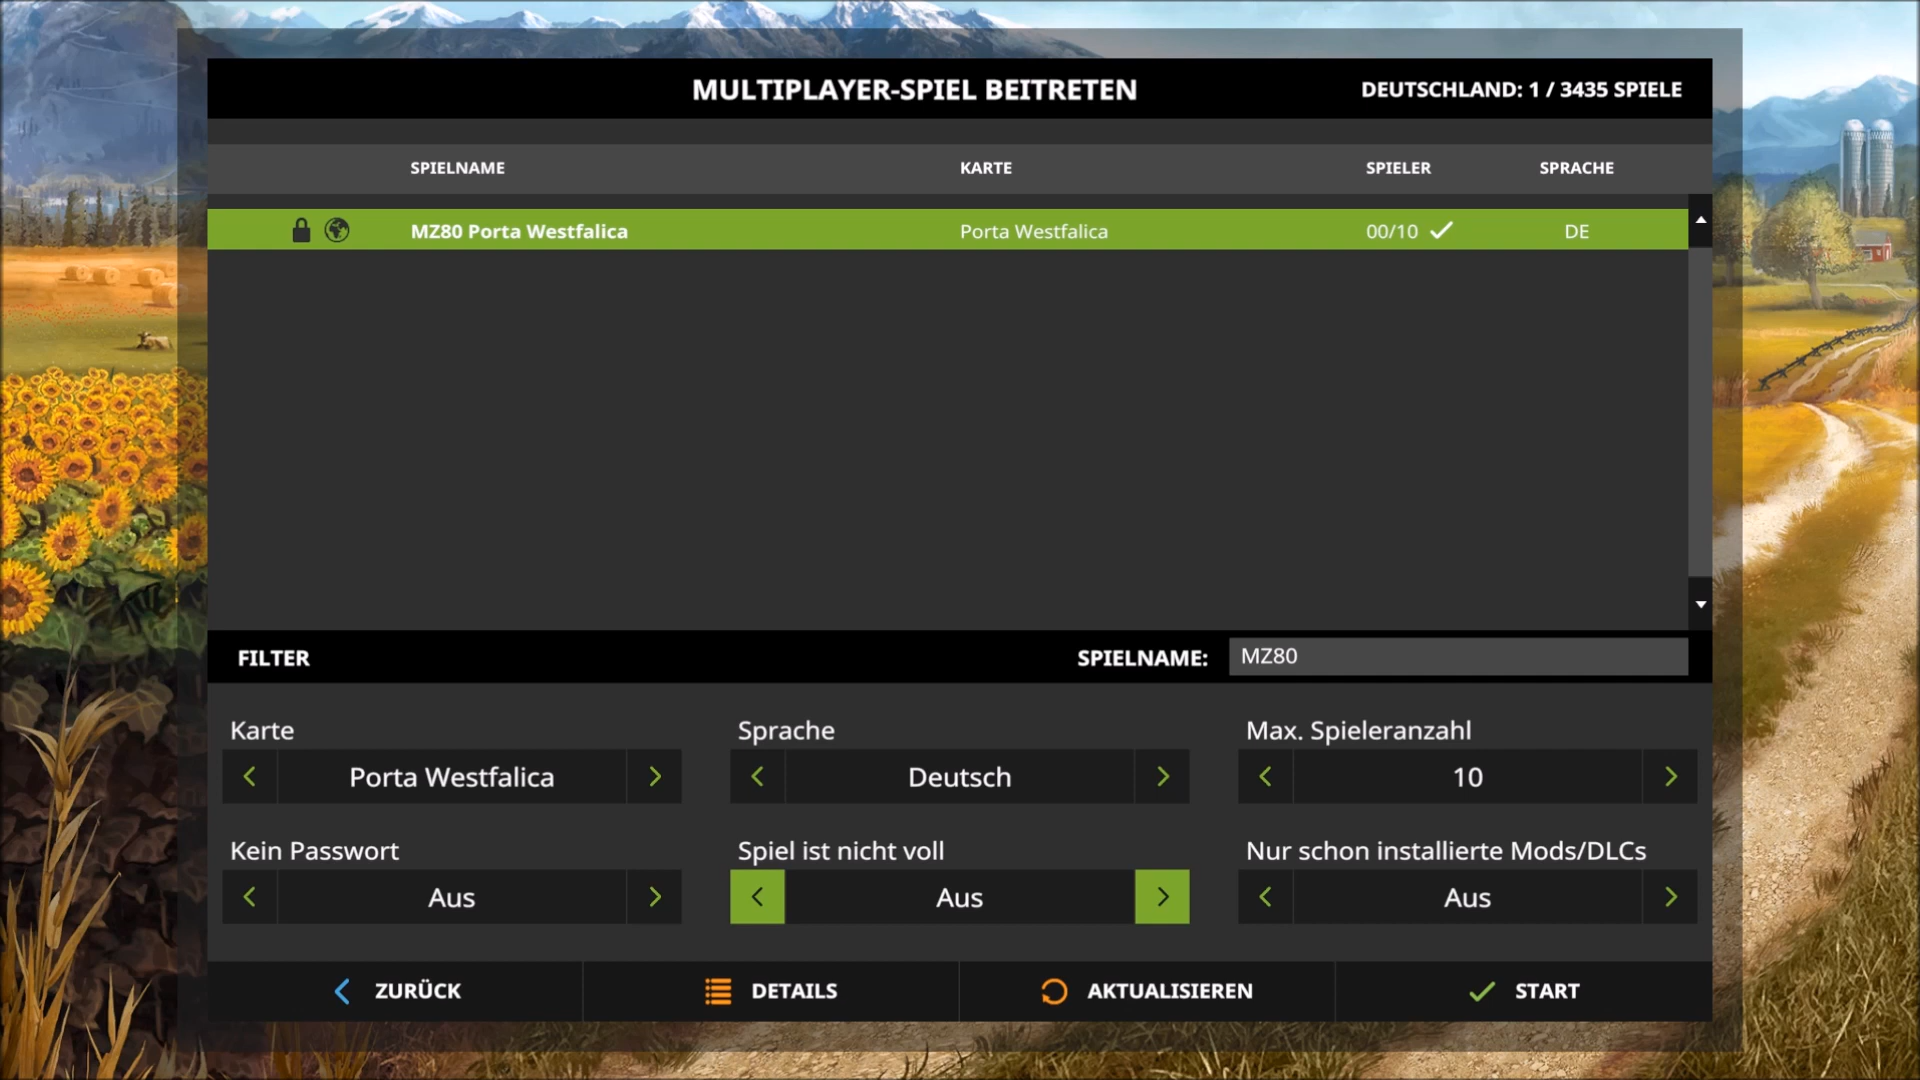 MULTIPLAYER-SPIEL BEITRETEN
DEUTSCHLAND: 1 / 3435 SPIELE
SPIELNAME KARTE SPIELER SPRACHE
MZ80 Porta Westfalica Porta Westfalica 00/10 DE
FILTER SPIELNAME: MZ80
Karte Sprache Max. Spieleranzahl
Porta Westfalica Deutsch 10
Kein Passwort Spiel ist nicht voll Nur schon installierte Mods/DLCs
Aus Aus Aus
ZURÜCK DETAILS AKTUALISIEREN START